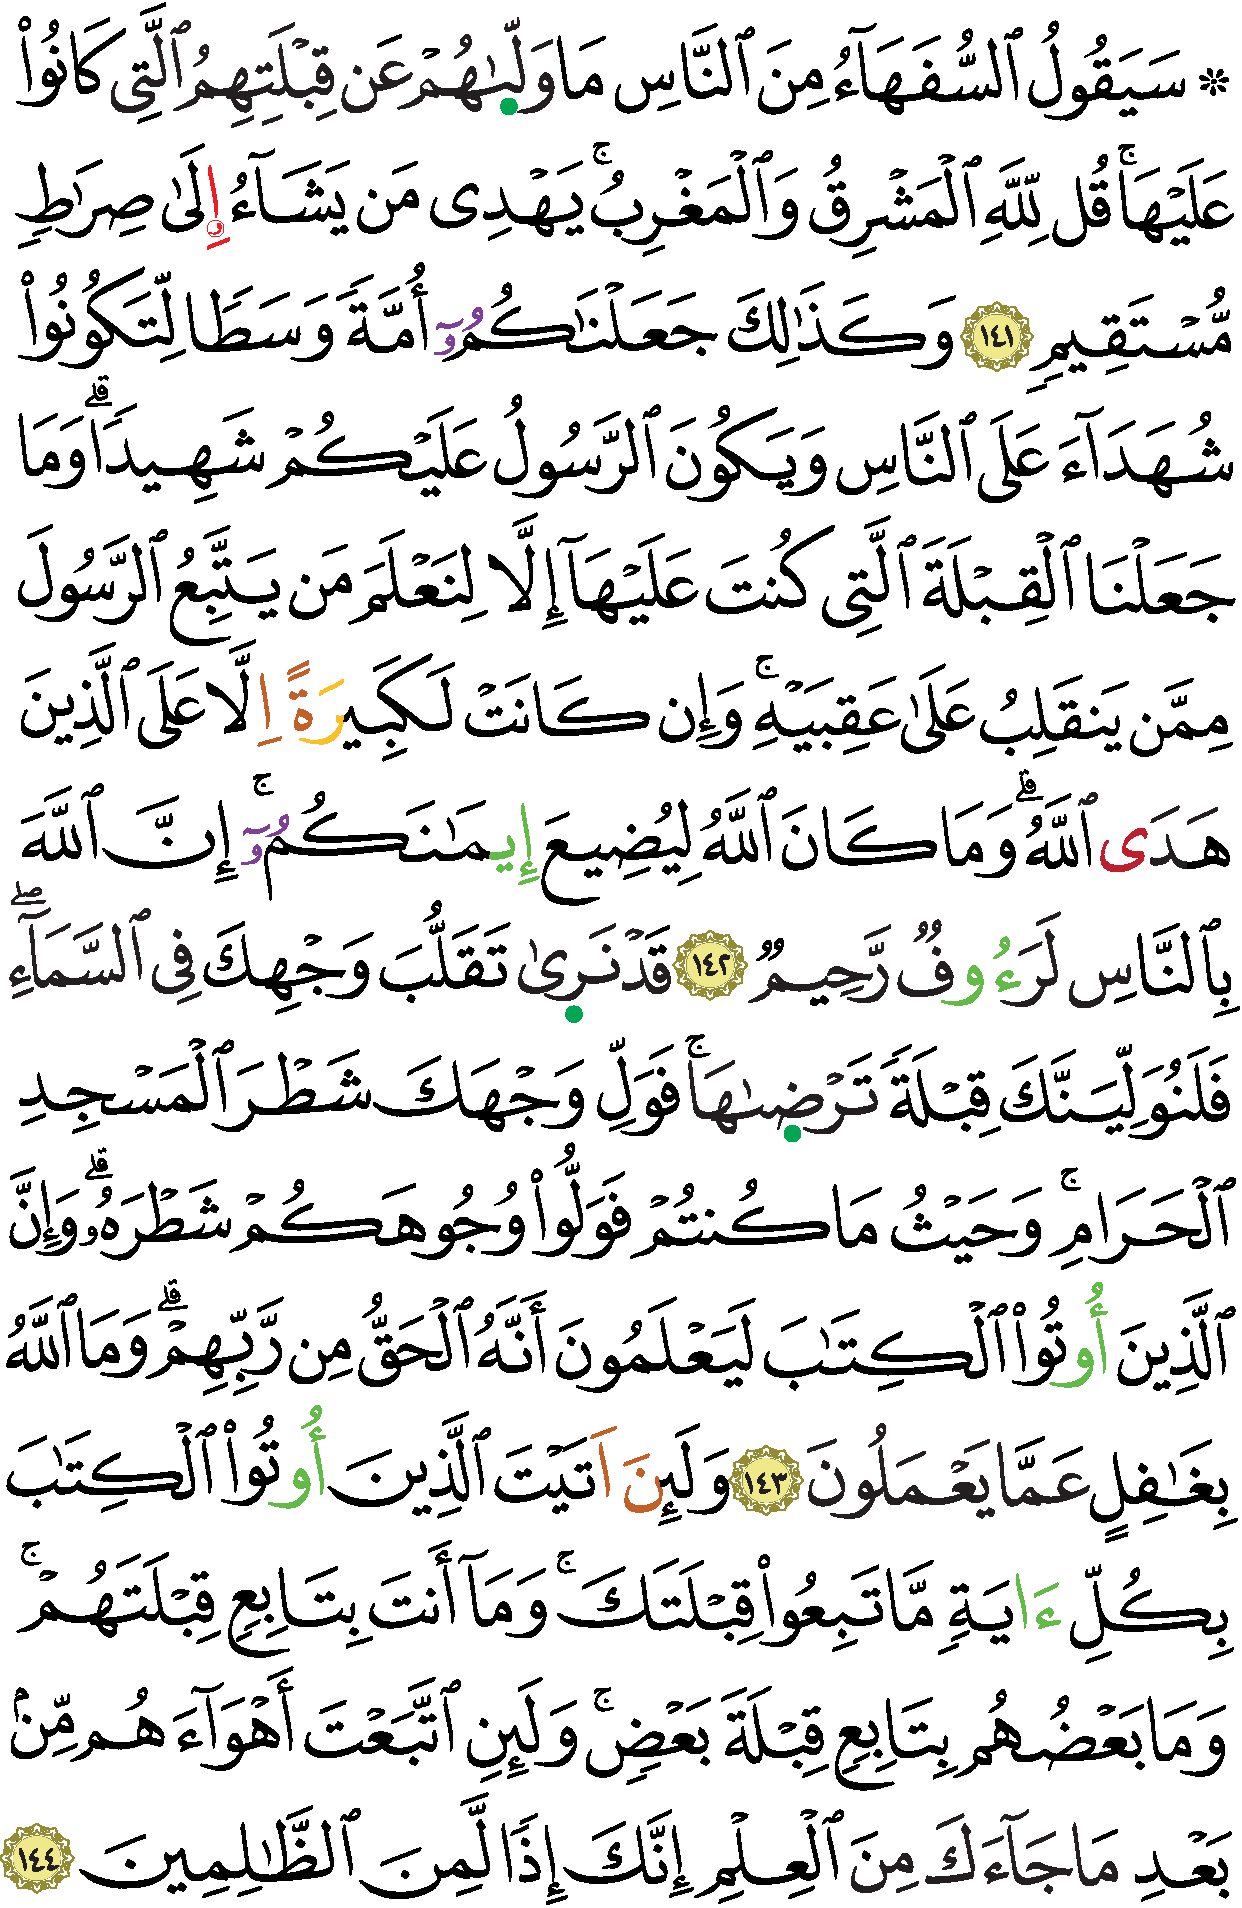 ۞ سَيَقُولُ ٱلسُّفَهَآءُ مِنَ ٱلنَّاسِ مَا وَلَّىٰهُمْ عَن قِبْلَتِهِمُ ٱلَّتِى كَانُوا۟
عَلَيْهَاۚ قُل لِّلَّهِ ٱلْمَشْرِقُ وَٱلْمَغْرِبُۚ يَهْدِى مَن يَشَآءُ وِلَىٰ صِرَٰطٍ
مُّسْتَقِيمٍ ١٤١ وَكَذَٰلِكَ جَعَلْنَٰكُمُۥٓ أُمَّةً وَسَطًا لِّتَكُونُوا۟
شُهَدَآءَ عَلَى ٱلنَّاسِ وَيَكُونَ ٱلرَّسُولُ عَلَيْكُمْ شَهِيدًاۗ وَمَا
جَعَلْنَا ٱلْقِبْلَةَ ٱلَّتِى كُنتَ عَلَيْهَآ إِلَّا لِنَعْلَمَ مَن يَتَّبِعُ ٱلرَّسُولَ
مِمَّن يَنقَلِبُ عَلَىٰ عَقِبَيْهِۚ وَإِن كَانَتْ لَكَبِيرَةً اِلَّا عَلَى ٱلَّذِينَ
هَدَى ٱللَّهُۗ وَمَا كَانَ ٱللَّهُ لِيُضِيعَ إِيمَٰنَكُمُۥٓۚ إِنَّ ٱللَّهَ
بِٱلنَّاسِ لَرَءُوفٌ رَّحِيمٌ ١٤٢ قَدْ نَرَىٰ تَقَلُّبَ وَجْهِكَ فِى ٱلسَّمَآءِۖ
فَلَنُوَلِّيَنَّكَ قِبْلَةً تَرْضَىٰهَاۚ فَوَلِّ وَجْهَكَ شَطْرَ ٱلْمَسْجِدِ
ٱلْحَرَامِۚ وَحَيْثُ مَا كُنتُمْ فَوَلُّوا۟ وُجُوهَكُمْ شَطْرَهُۥۗ وَإِنَّ
ٱلَّذِينَ أُوتُوا۟ ٱلْكِتَٰبَ لَيَعْلَمُونَ أَنَّهُ ٱلْحَقُّ مِن رَّبِّهِمْۗ وَمَا ٱللَّهُ
بِغَٰفِلٍ عَمَّا يَعْمَلُونَ ١٤٣ وَلَئِنَ اَتَيْتَ ٱلَّذِينَ أُوتُوا۟ ٱلْكِتَٰبَ
بِكُلِّ ءَايَةٍ مَّا تَبِعُوا۟ قِبْلَتَكَۚ وَمَآ أَنتَ بِتَابِعٍ قِبْلَتَهُمْۚ
وَمَا بَعْضُهُم بِتَابِعٍ قِبْلَةَ بَعْضٍۚ وَلَئِنِ ٱتَّبَعْتَ أَهْوَآءَهُم مِّنۢ
بَعْدِ مَا جَآءَكَ مِنَ ٱلْعِلْمِ إِنَّكَ إِذًا لَّمِنَ ٱلظَّٰلِمِينَ ١٤٤